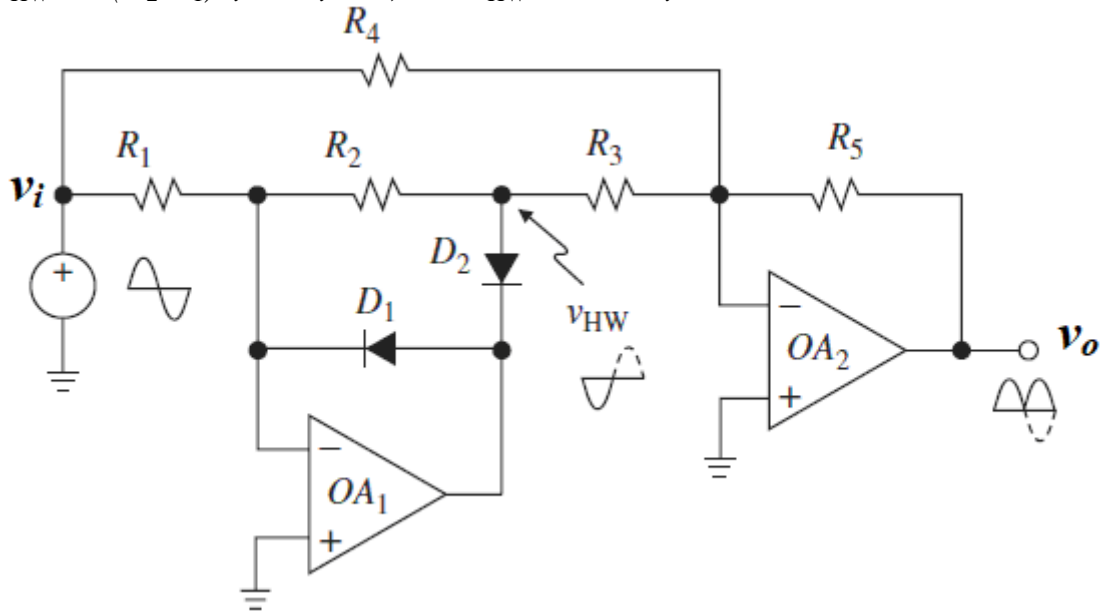 R4
R1
R2
R3
R5
vi
+
D2
D1
vHW
−
OA2
+
vo
−
OA1
+